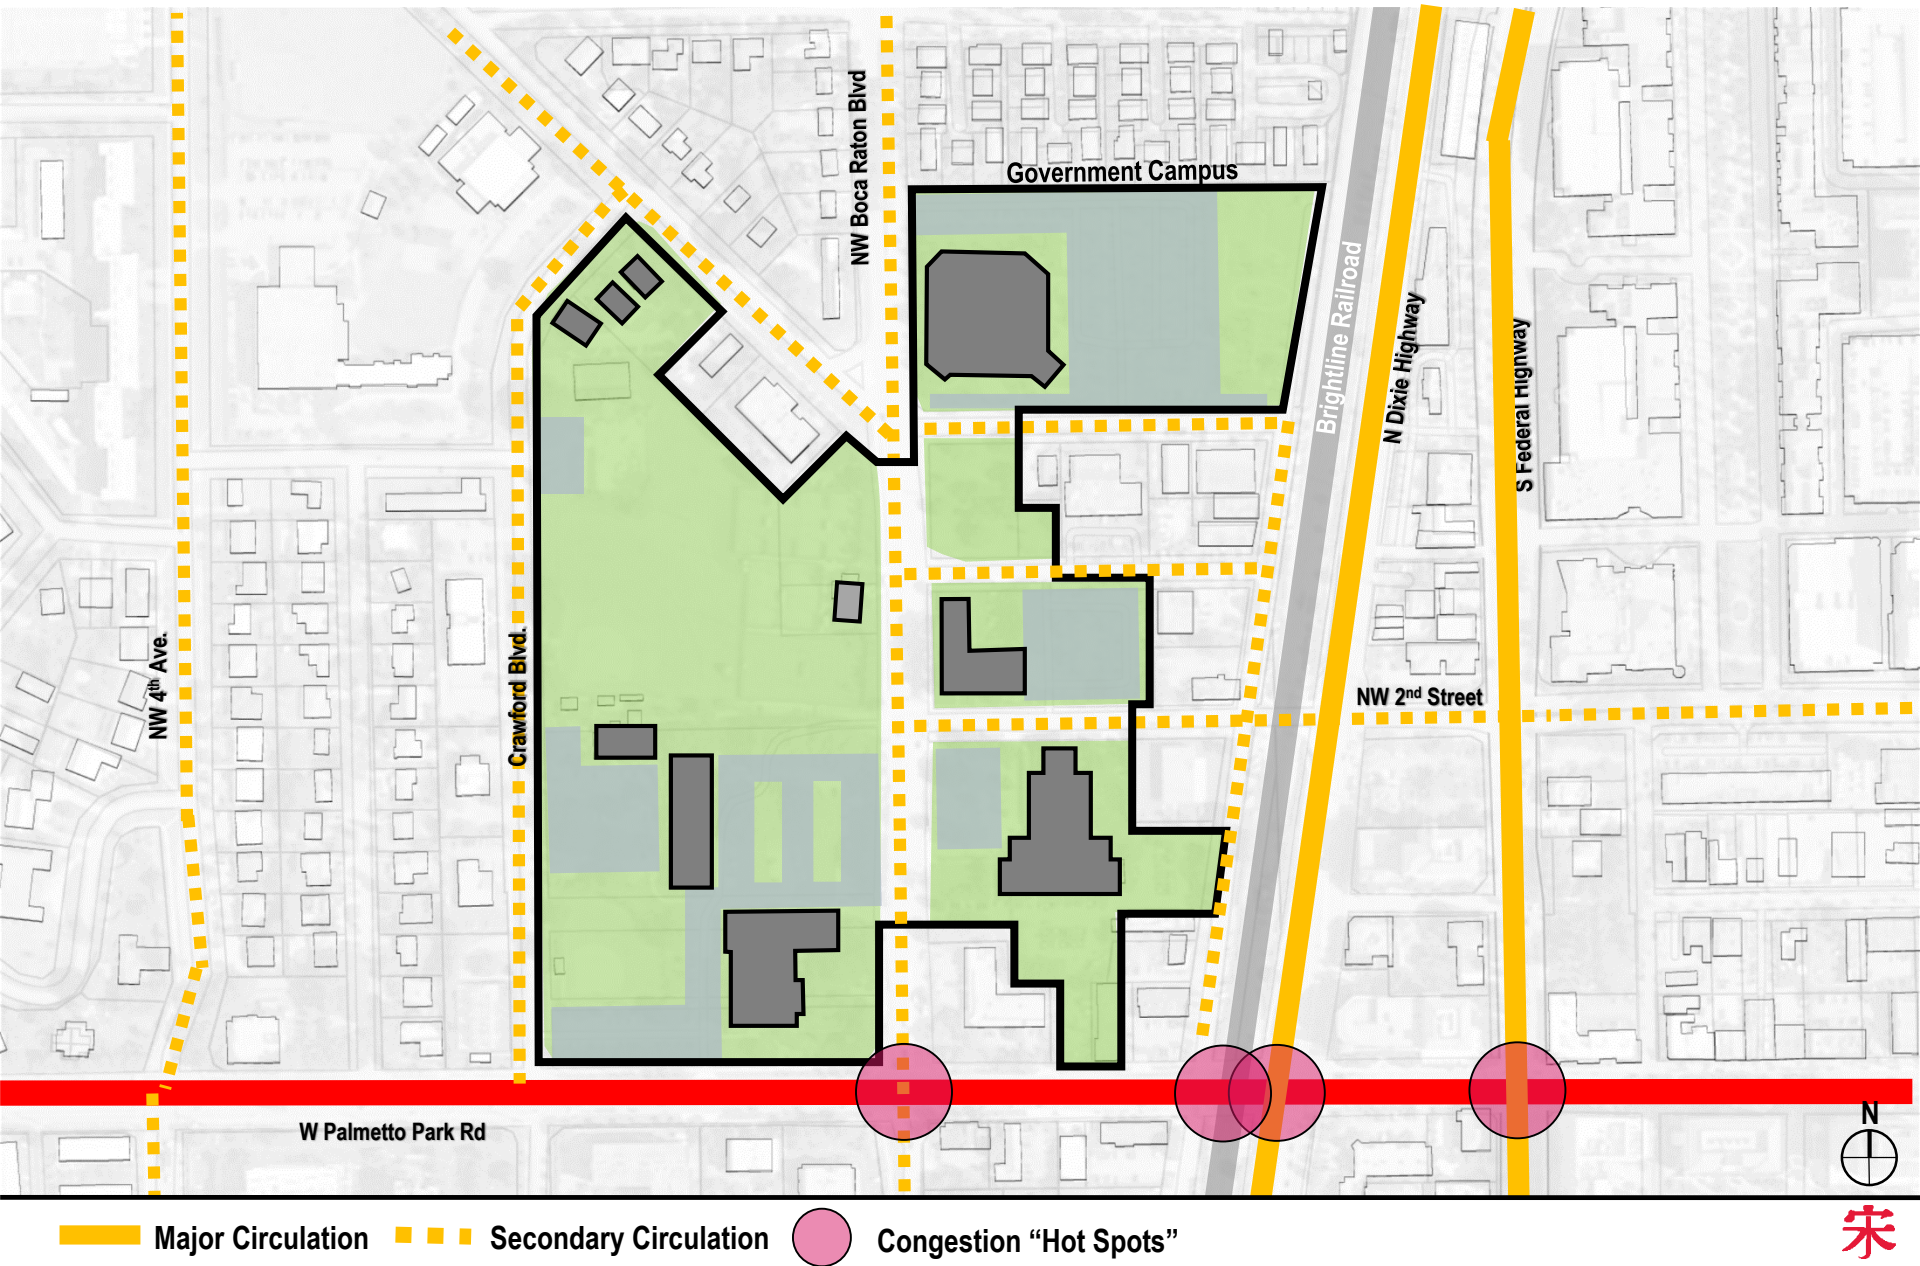 NW Boca Raton Blvd
Government Campus
Brightline Railroad
N Dixie Highway
S Federal Highway
NW 4th Ave.
Crawford Blvd.
NW 2nd Street
W Palmetto Park Rd
N
Major Circulation
Secondary Circulation
Congestion “Hot Spots”
宋